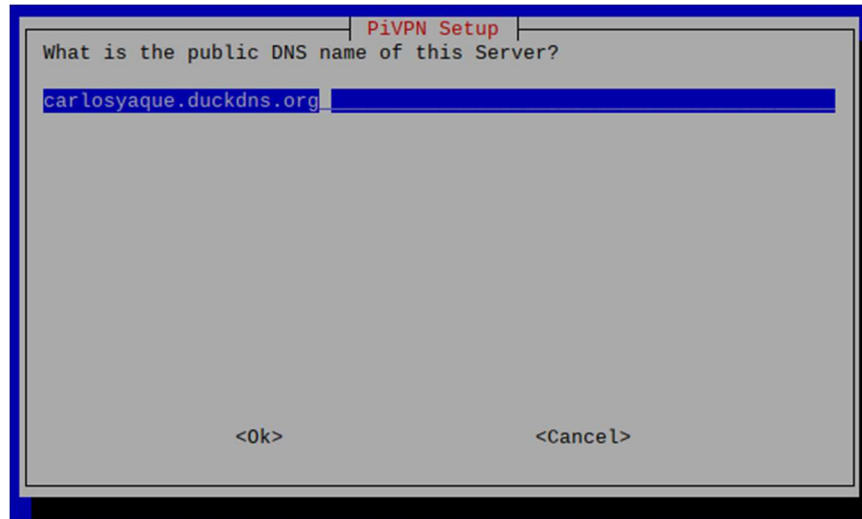 PiVPN Setup
What is the public DNS name of this Server?
carlosyaque.duckdns.org
<Ok> <Cancel>